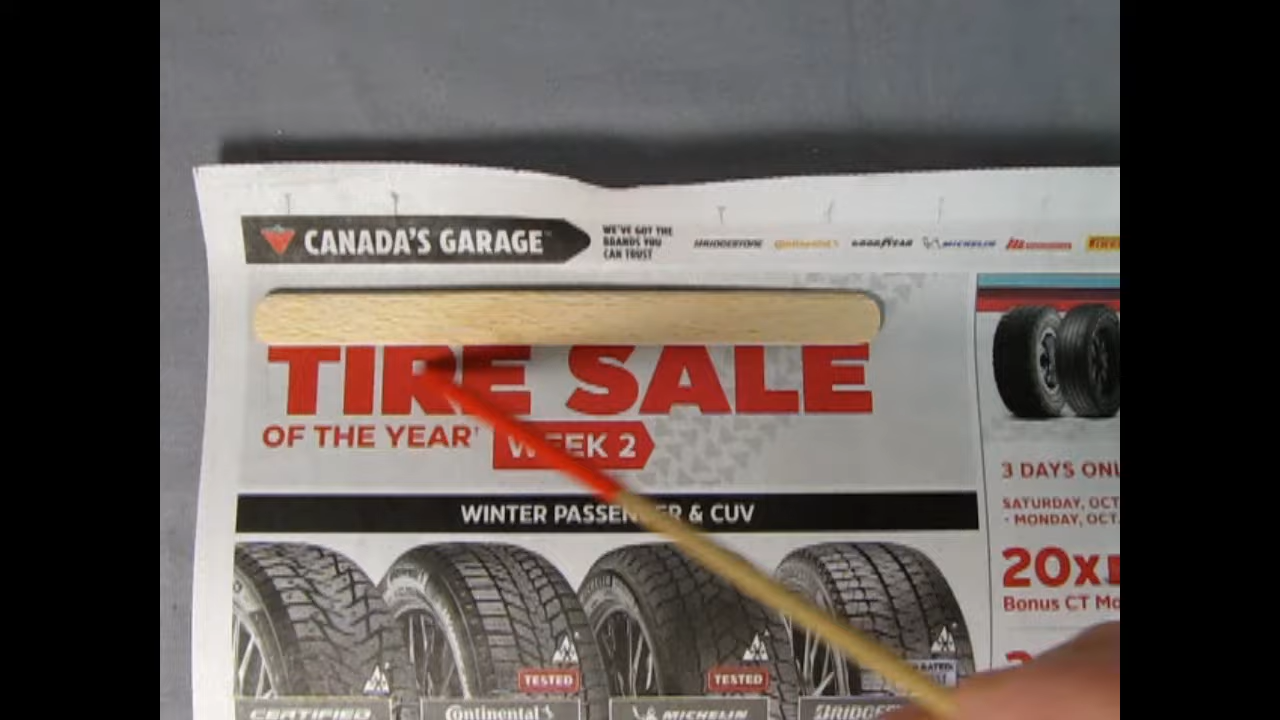 CANADA'S GARAGE
WE'VE GOT THE
BRANDS YOU
CAN TRUST
BRIDGESTONE
CONTINENTAL
GOODYEAR
MICHELIN
TIRE SALE
OF THE YEAR†
WEEK 2
WINTER PASSENGER & CUV
3 DAYS ONL
SATURDAY, OCT
- MONDAY, OCT.
20x
Bonus CT Mo
TESTED
TESTED
CERTIFIED
Continental
MICHELIN